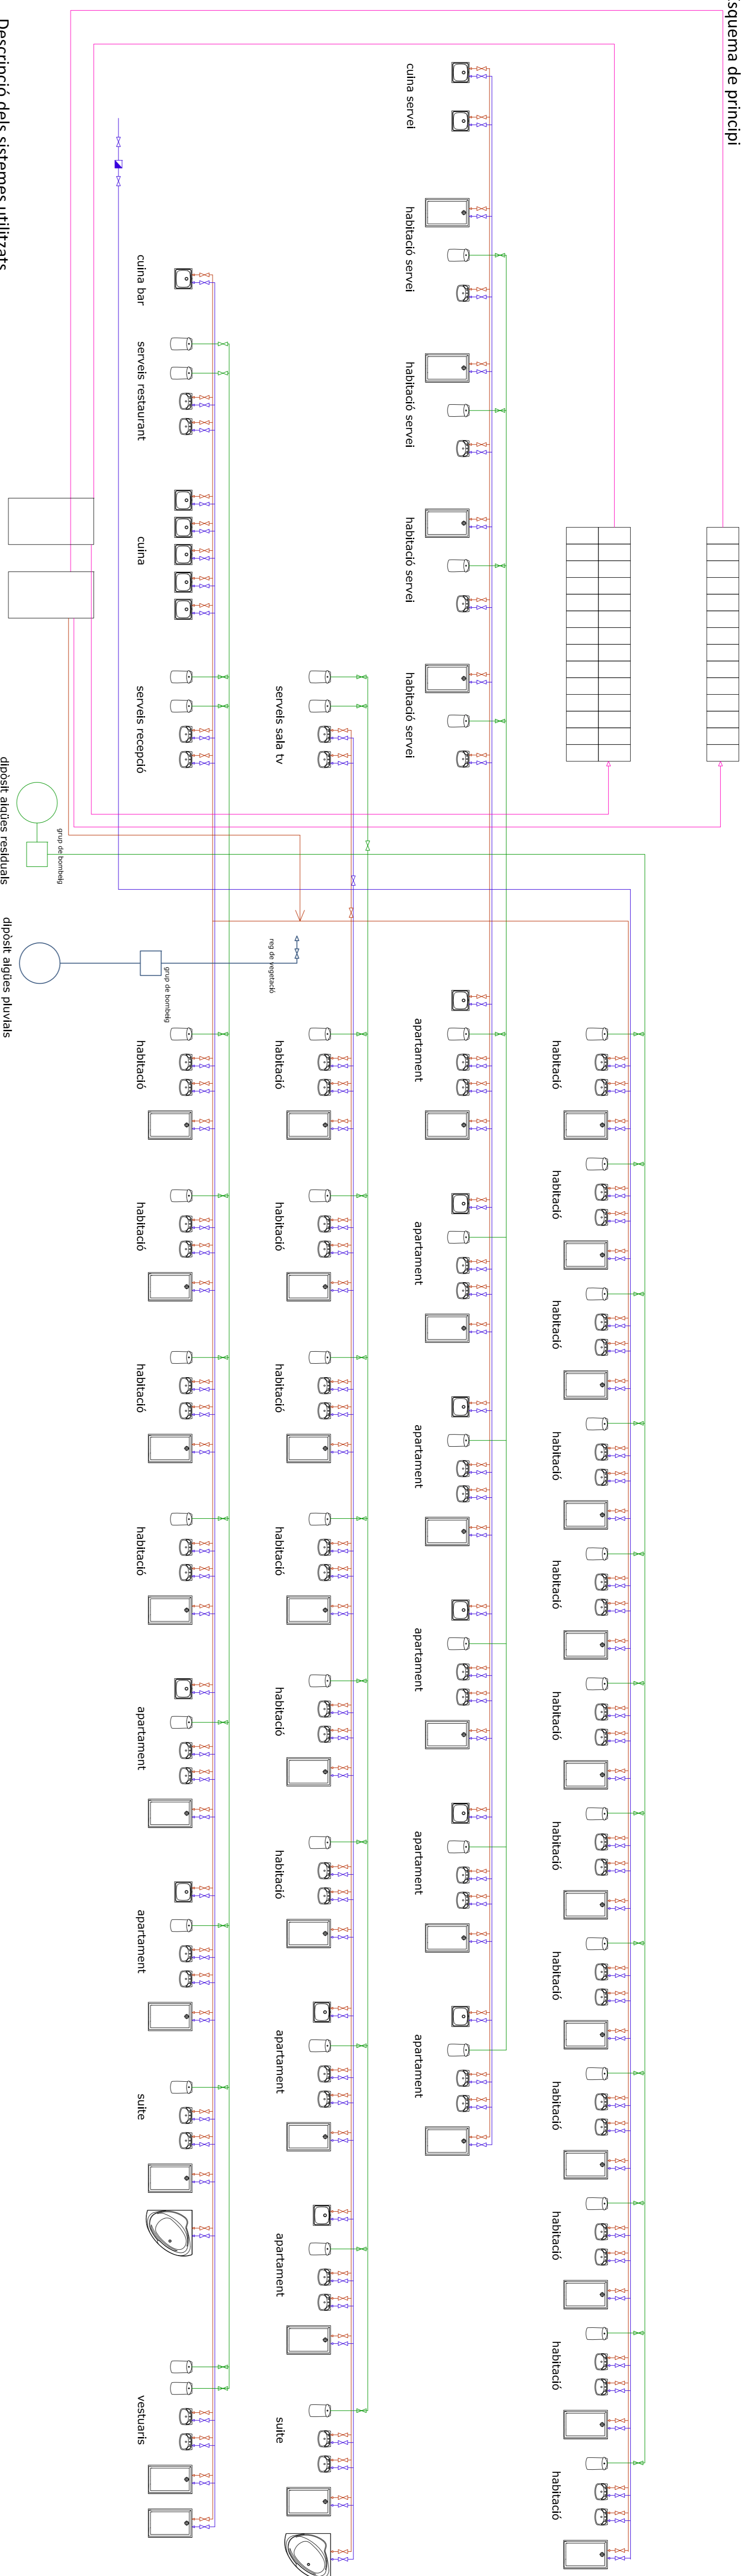 Esquema de principi
habitació
habitació
habitació
habitació
habitació
habitació
habitació
habitació
habitació
habitació
habitació
habitació
cuina servei
habitació servei
habitació servei
habitació servei
habitació servei
apartament
apartament
apartament
apartament
apartament
apartament
serveis sala tv
habitació
habitació
habitació
habitació
habitació
habitació
apartament
apartament
suite
reg de vegetació
cuina bar
serveis restaurant
cuina
serveis recepció
habitació
habitació
habitació
habitació
apartament
apartament
suite
vestuaris
grup de bombeig
grup de bombeig
dipòsit aigües residuals
dipòsit aigües pluvials
Descripció dels sistemes utilitzats